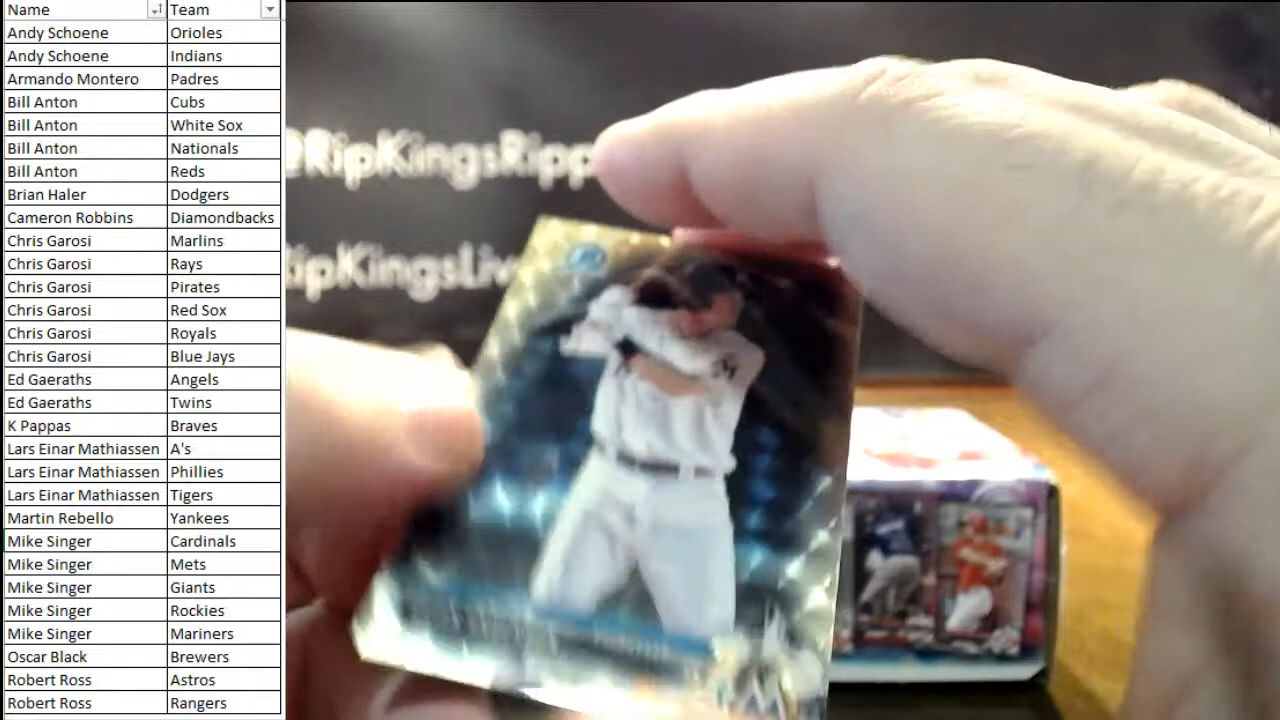 Name Team
Andy Schoene Orioles
Andy Schoene Indians
Armando Montero Padres
Bill Anton Cubs
Bill Anton White Sox
Bill Anton Nationals
Bill Anton Reds
Brian Haler Dodgers
Cameron Robbins Diamondbacks
Chris Garosi Marlins
Chris Garosi Rays
Chris Garosi Pirates
Chris Garosi Red Sox
Chris Garosi Royals
Chris Garosi Blue Jays
Ed Gaeraths Angels
Ed Gaeraths Twins
K Pappas Braves
Lars Einar Mathiassen A's
Lars Einar Mathiassen Phillies
Lars Einar Mathiassen Tigers
Martin Rebello Yankees
Mike Singer Cardinals
Mike Singer Mets
Mike Singer Giants
Mike Singer Rockies
Mike Singer Mariners
Oscar Black Brewers
Robert Ross Astros
Robert Ross Rangers
@RipKingsRipp
ipKingsLiv
M